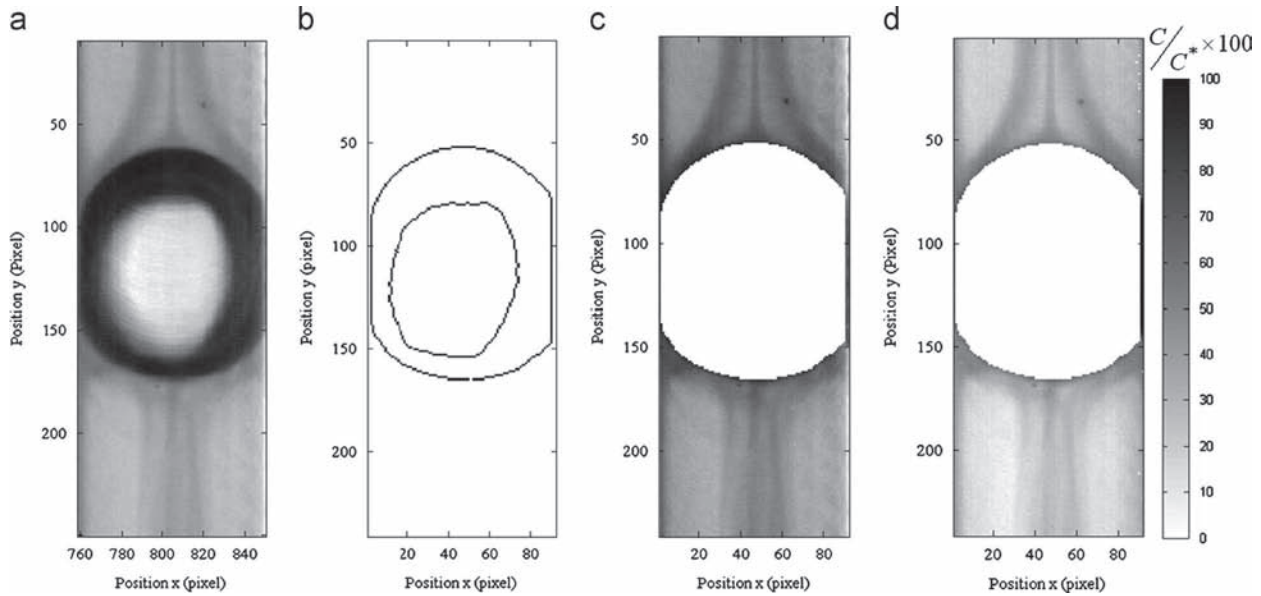 a
b
c
d
C/C* ×100
50
100
150
200
Position y (Pixel)
760 780 800 820 840
Position x (pixel)
50
100
150
200
Position y (pixel)
20 40 60 80
Position x (pixel)
50
100
150
200
Position y (Pixel)
20 40 60 80
Position x (pixel)
50
100
150
200
Position y (pixel)
20 40 60 80
Position x (pixel)
100
90
80
70
60
50
40
30
20
10
0